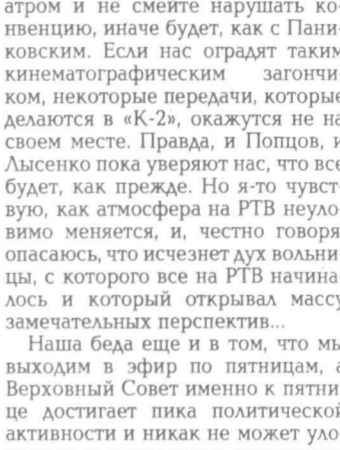 атром и не смейте нарушать ко-
нвенцию, иначе будет, как с Пани-
ковским. Если нас оградят таким
кинематографическим загончи-
ком, некоторые передачи, которые
делаются в «К-2», окажутся не на
своем месте. Правда, и Попцов, и
Лысенко пока уверяют нас, что все
будет, как прежде. Но я-то чувст-
вую, как атмосфера на РТВ неуло-
вимо меняется, и, честно говоря,
опасаюсь, что исчезнет дух вольни-
цы, с которого все на РТВ начина-
лось и который открывал массу
замечательных перспектив...
Наша беда еще и в том, что мы
выходим в эфир по пятницам, а
Верховный Совет именно к пятни-
це достигает пика политической
активности и никак не может уло-